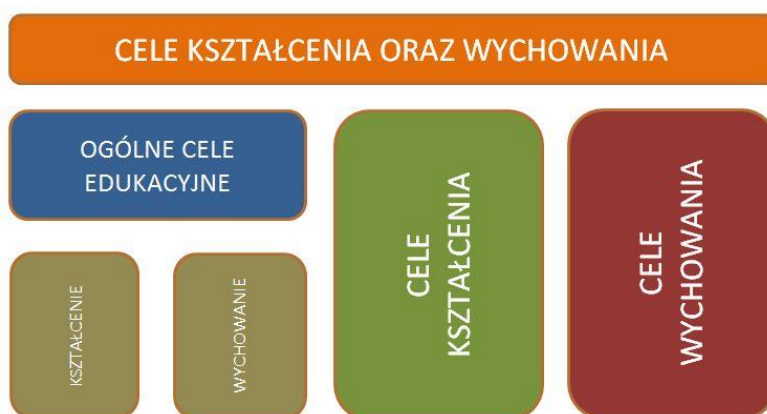 CELE KSZTAŁCENIA ORAZ WYCHOWANIA
OGÓLNE CELE
EDUKACYJNE
KSZTAŁCENIE
WYCHOWANIE
CELE
KSZTAŁCENIA
CELE
WYCHOWANIA